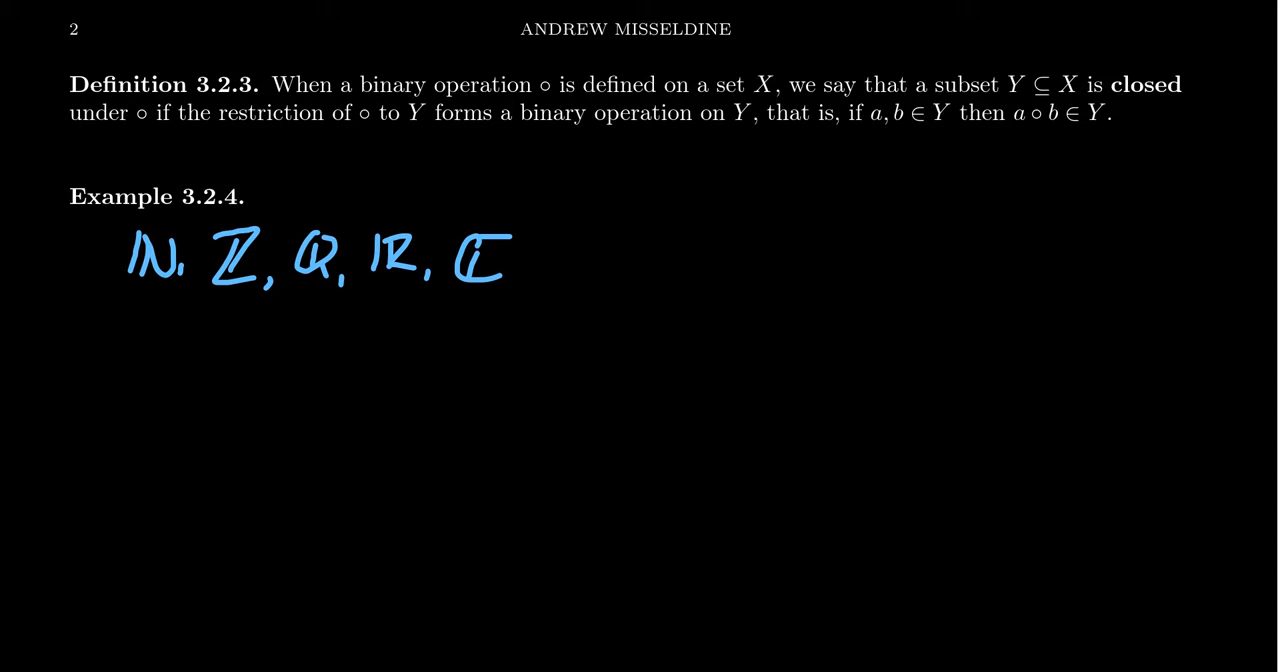 2 ANDREW MISSELDINE
Definition 3.2.3. When a binary operation ∘ is defined on a set X, we say that a subset Y ⊆ X is closed
under ∘ if the restriction of ∘ to Y forms a binary operation on Y, that is, if a, b ∈ Y then a ∘ b ∈ Y.
Example 3.2.4.
ℕ, ℤ, ℚ, ℝ, ℂ